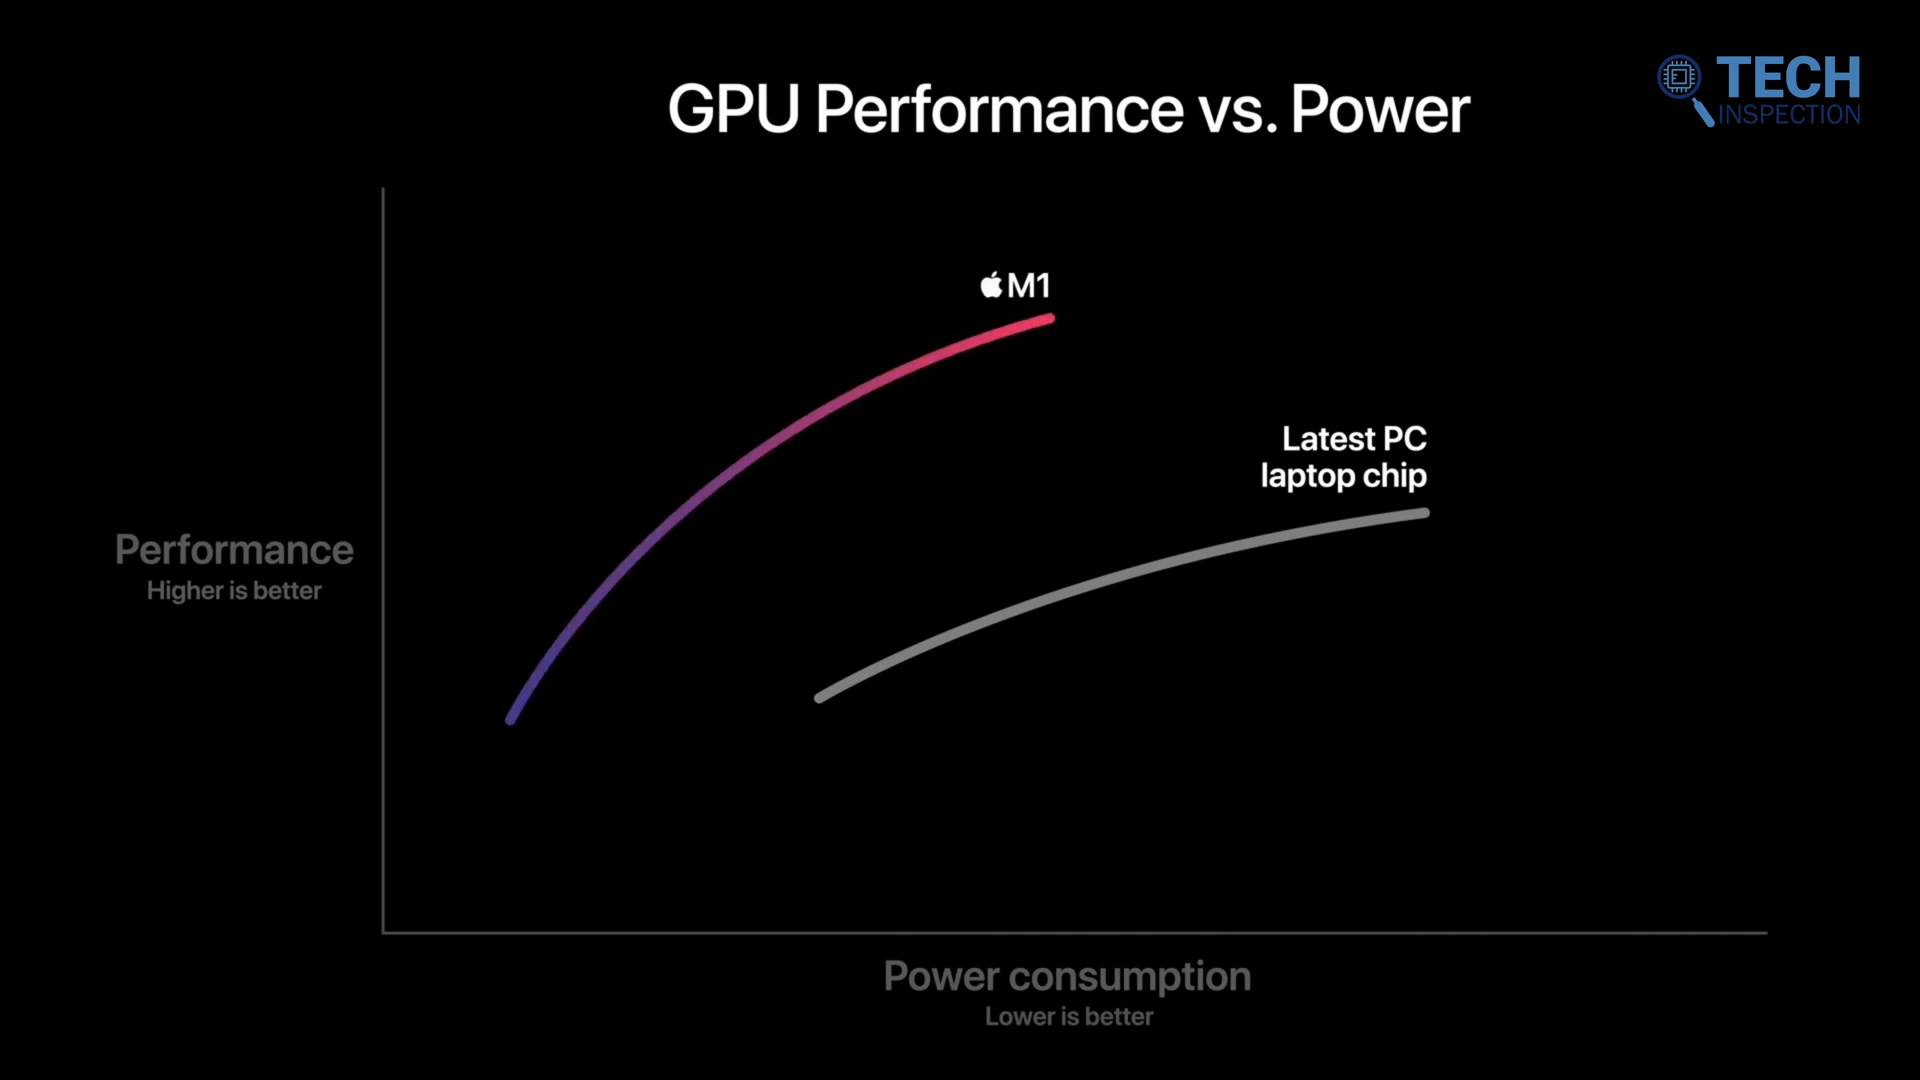 TECH
INSPECTION
GPU Performance vs. Power
M1
Latest PC
laptop chip
Performance
Higher is better
Power consumption
Lower is better